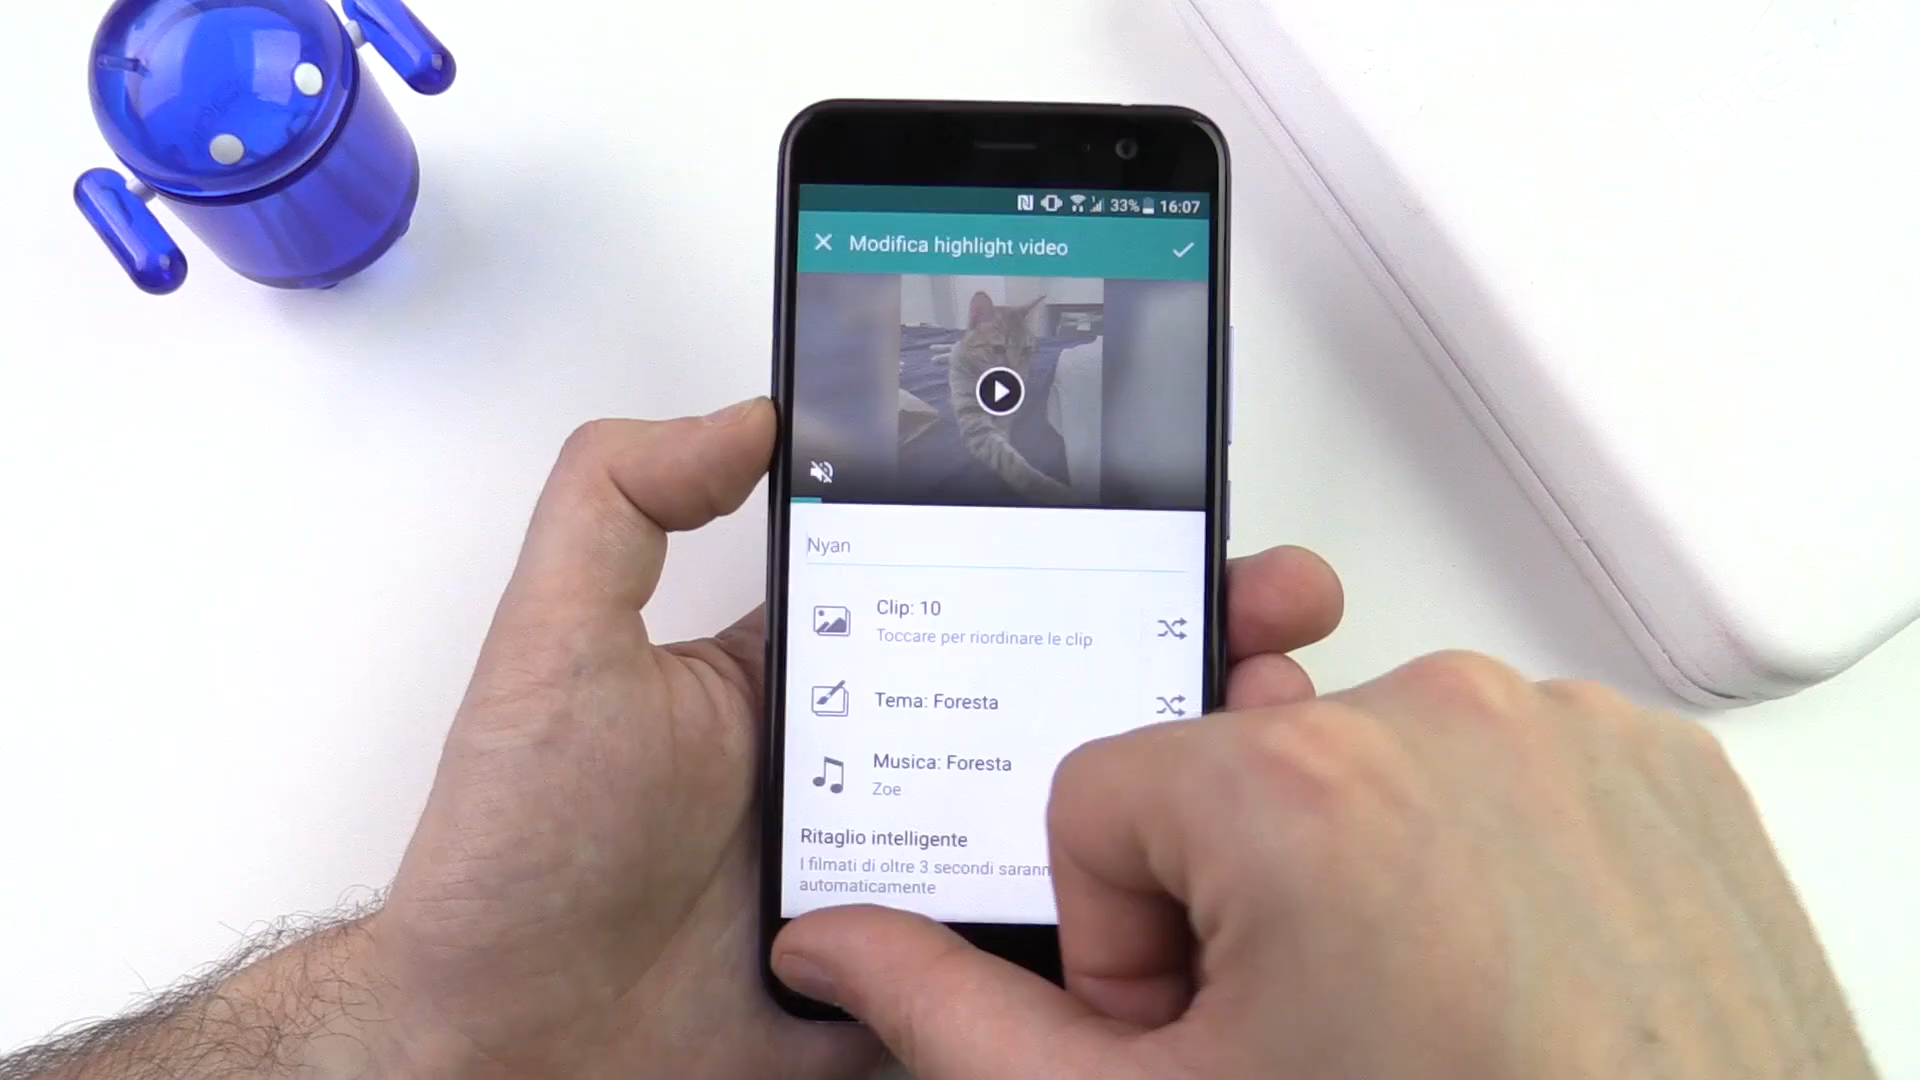 33% 16:07
Modifica highlight video
Nyan
Clip: 10
Toccare per riordinare le clip
Tema: Foresta
Musica: Foresta
Zoe
Ritaglio intelligente
I filmati di oltre 3 secondi
automaticamente